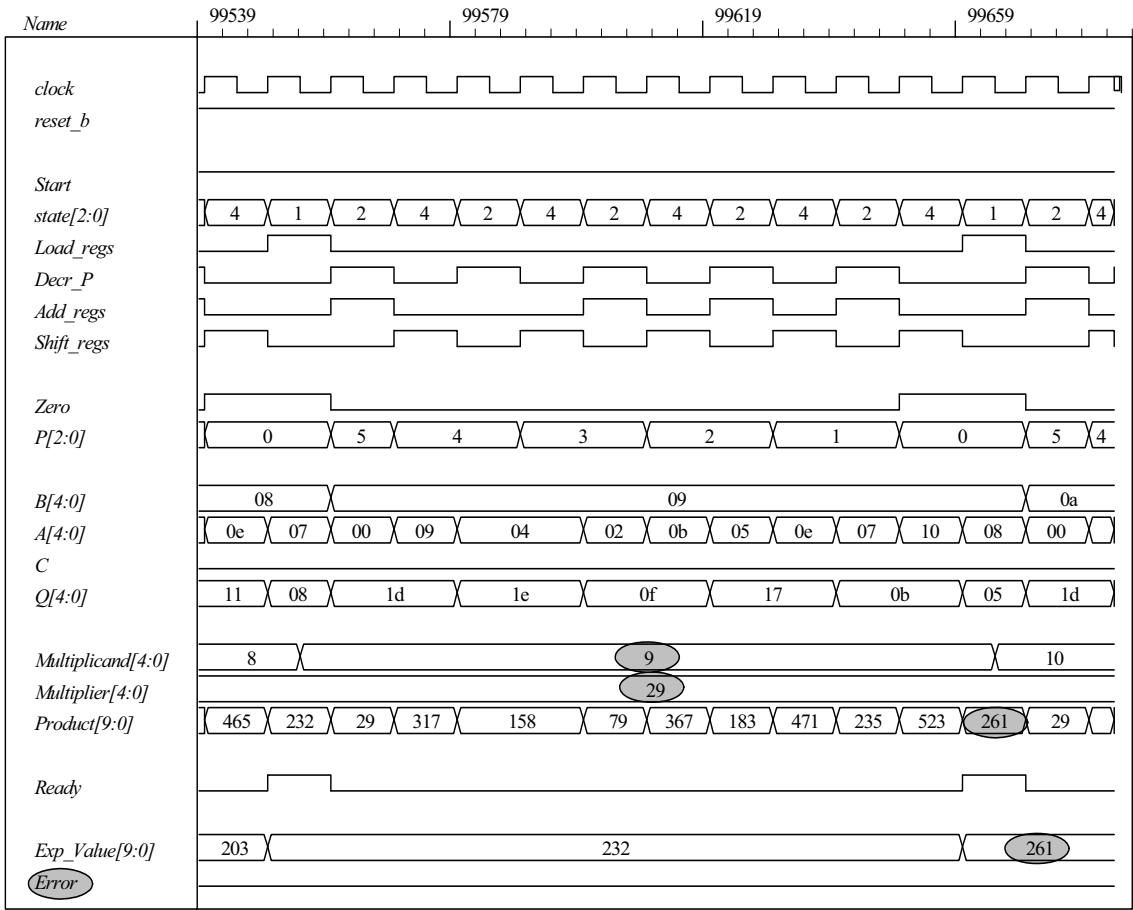 Name 99539 99579 99619 99659
clock
reset_b
Start
state[2:0] 4 1 2 4 2 4 2 4 2 4 2 4 1 2 4
Load_regs
Decr_P
Add_regs
Shift_regs
Zero
P[2:0] 0 5 4 3 2 1 0 5 4
B[4:0] 08 09 0a
A[4:0] 0e 07 00 09 04 02 0b 05 0e 07 10 08 00
C
Q[4:0] 11 08 1d 1e 0f 17 0b 05 1d
Multiplicand[4:0] 8 9 10
Multiplier[4:0] 29
Product[9:0] 465 232 29 317 158 79 367 183 471 235 523 261 29
Ready
Exp_Value[9:0] 203 232 261
Error